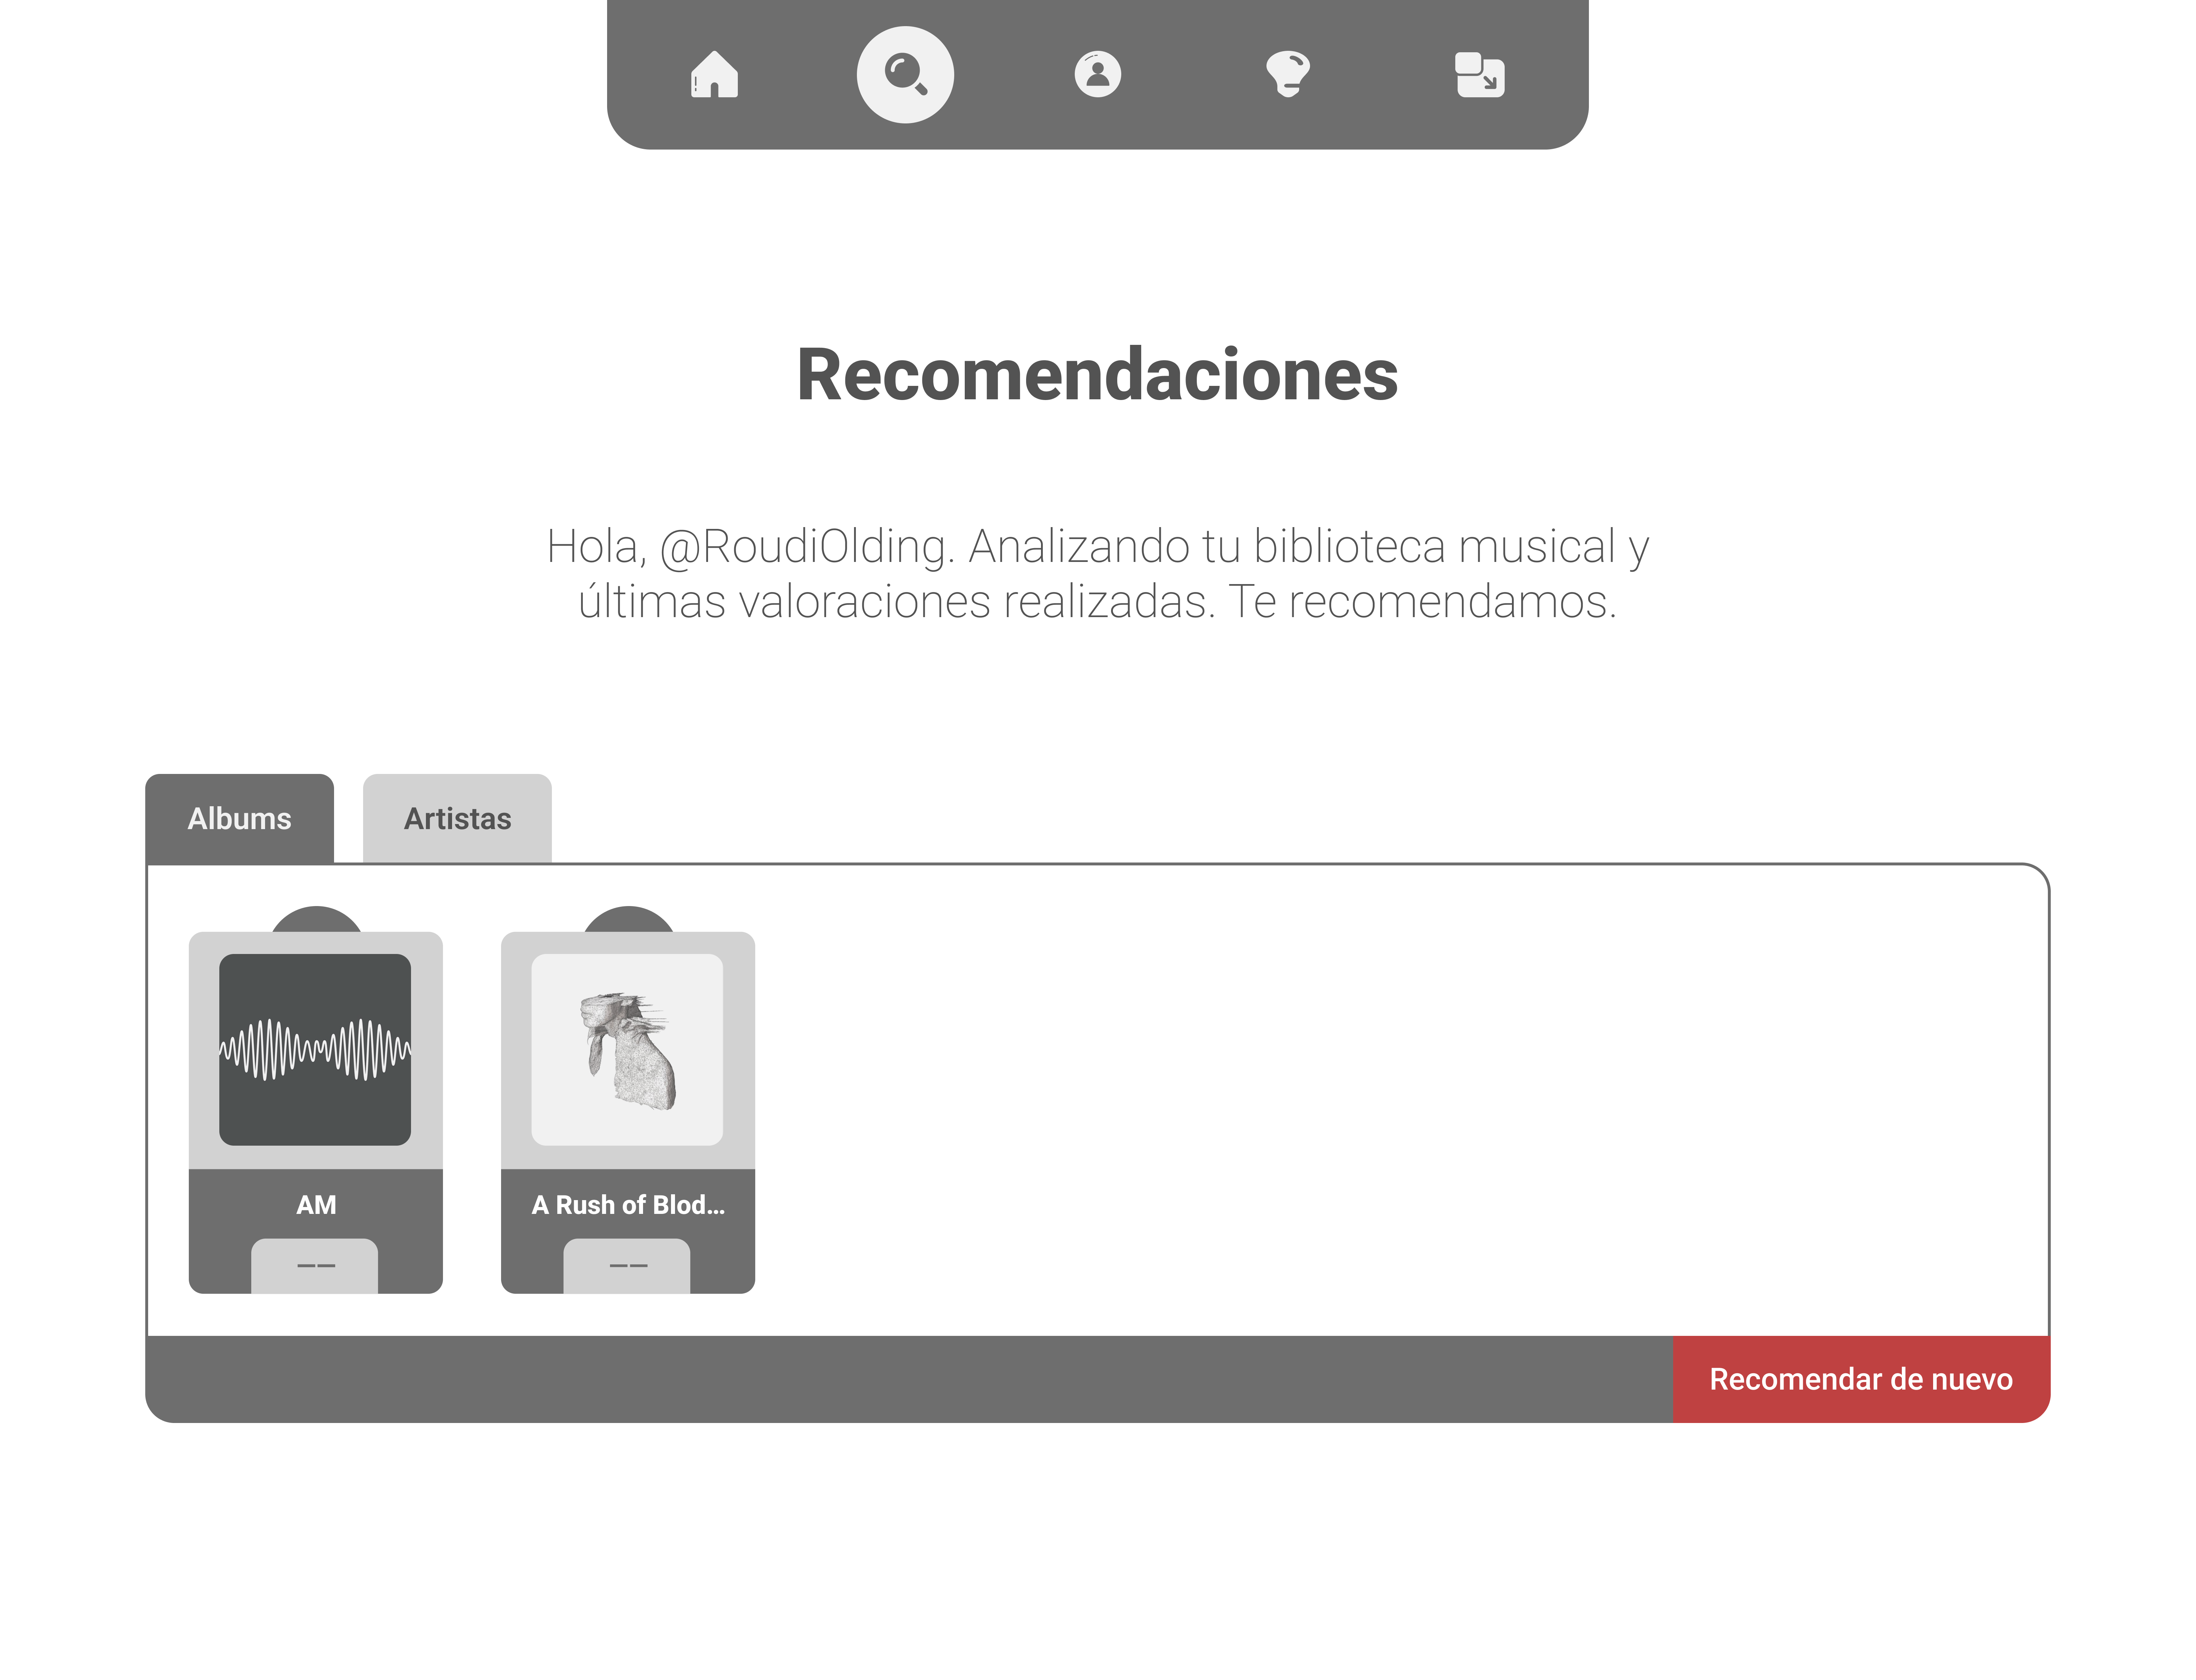 Recomendaciones
Hola, @RoudiOlding. Analizando tu biblioteca musical y
últimas valoraciones realizadas. Te recomendamos.
Albums
Artistas
AM
A Rush of Blod...
--
--
Recomendar de nuevo